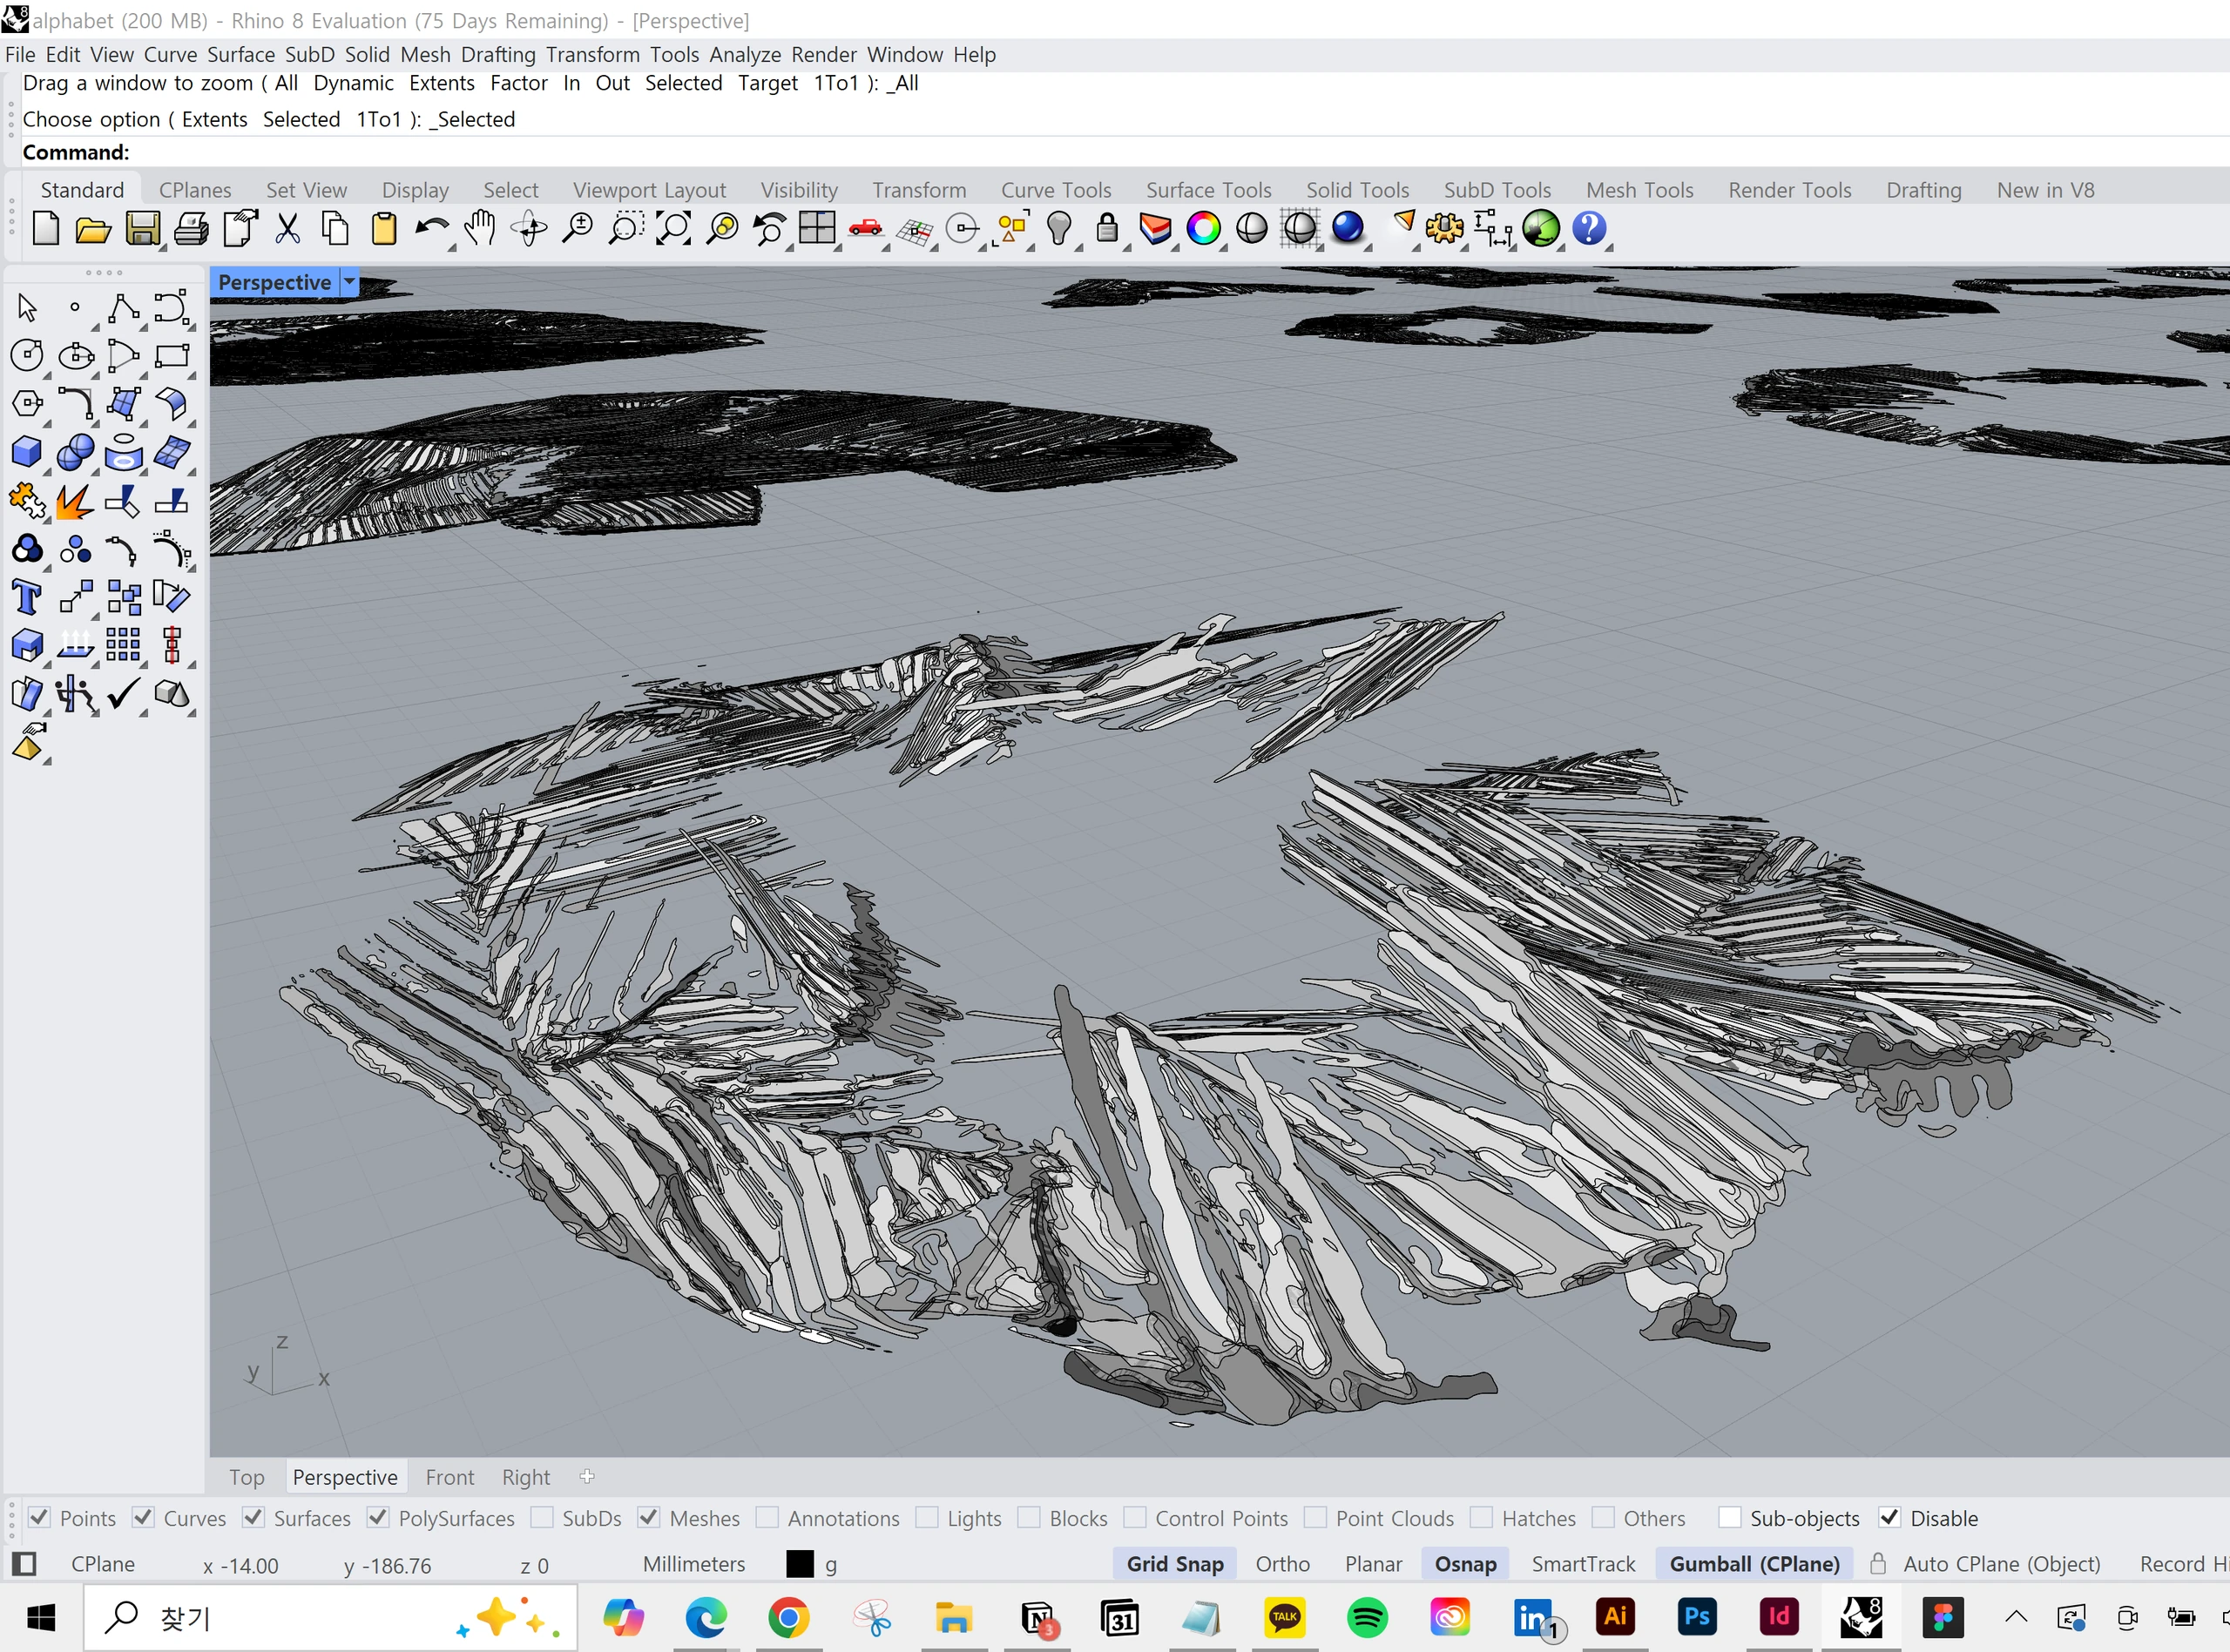 alphabet (200 MB) - Rhino 8 Evaluation (75 Days Remaining) - [Perspective]
File Edit View Curve Surface SubD Solid Mesh Drafting Transform Tools Analyze Render Window Help
Drag a window to zoom ( All Dynamic Extents Factor In Out Selected Target 1To1 ): _All
Choose option ( Extents Selected 1To1 ): _Selected
Command:
Standard CPlanes Set View Display Select Viewport Layout Visibility Transform Curve Tools Surface Tools Solid Tools SubD Tools Mesh Tools Render Tools Drafting New in V8
Perspective
z
y x
Top Perspective Front Right
Points Curves Surfaces PolySurfaces SubDs Meshes Annotations Lights Blocks Control Points Point Clouds Hatches Others Sub-objects Disable
CPlane x -14.00 y -186.76 z 0 Millimeters g Grid Snap Ortho Planar Osnap SmartTrack Gumball (CPlane) Auto CPlane (Object) Record Hi
찾기 N 3 31 TALK in 1 Ai Ps Id 8